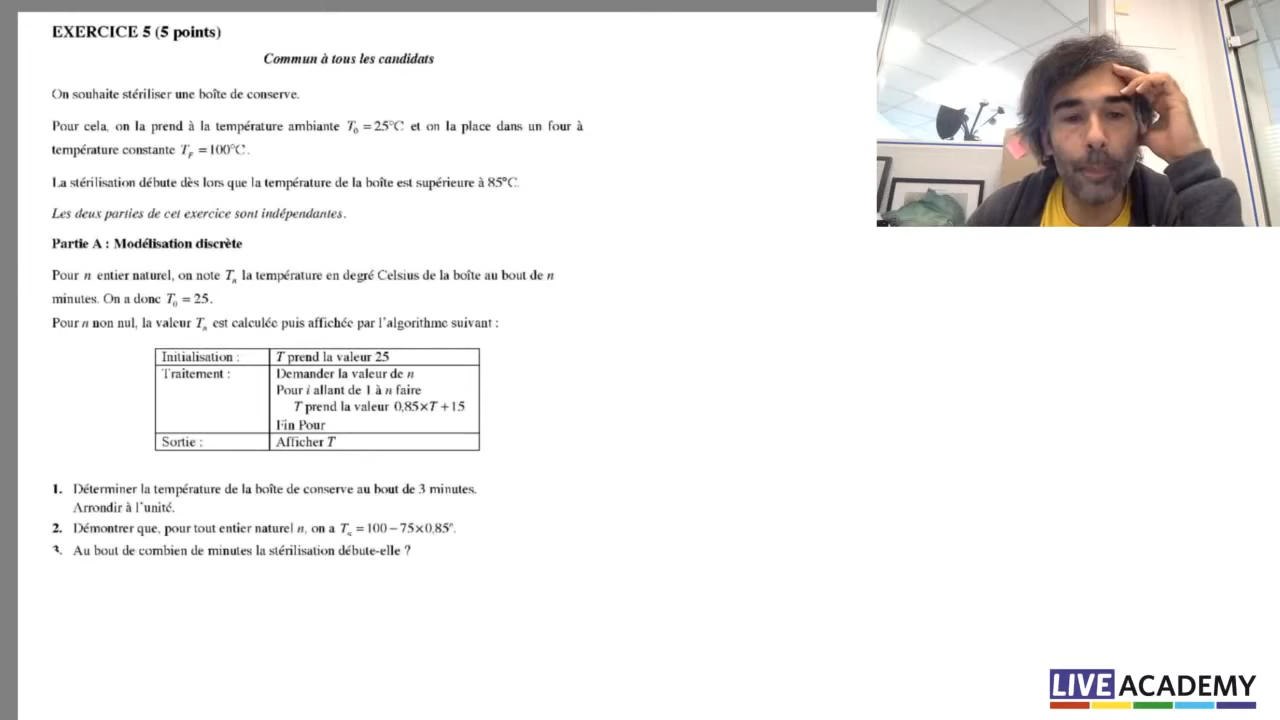 EXERCICE 5 (5 points)
Commun à tous les candidats
On souhaite stériliser une boîte de conserve.
Pour cela, on la prend à la température ambiante T₀ = 25°C et on la place dans un four à
température constante T_F = 100°C.
La stérilisation débute dès lors que la température de la boîte est supérieure à 85°C.
Les deux parties de cet exercice sont indépendantes.
Partie A : Modélisation discrète
Pour n entier naturel, on note Tₙ la température en degré Celsius de la boîte au bout de n
minutes. On a donc T₀ = 25.
Pour n non nul, la valeur Tₙ est calculée puis affichée par l'algorithme suivant :
Initialisation : T prend la valeur 25
Traitement : Demander la valeur de n
Pour i allant de 1 à n faire
T prend la valeur 0,85×T+15
Fin Pour
Sortie : Afficher T
1. Déterminer la température de la boîte de conserve au bout de 3 minutes.
Arrondir à l'unité.
2. Démontrer que, pour tout entier naturel n, on a Tₙ = 100 − 75×0,85ⁿ.
3. Au bout de combien de minutes la stérilisation débute-elle ?
LIVE ACADEMY